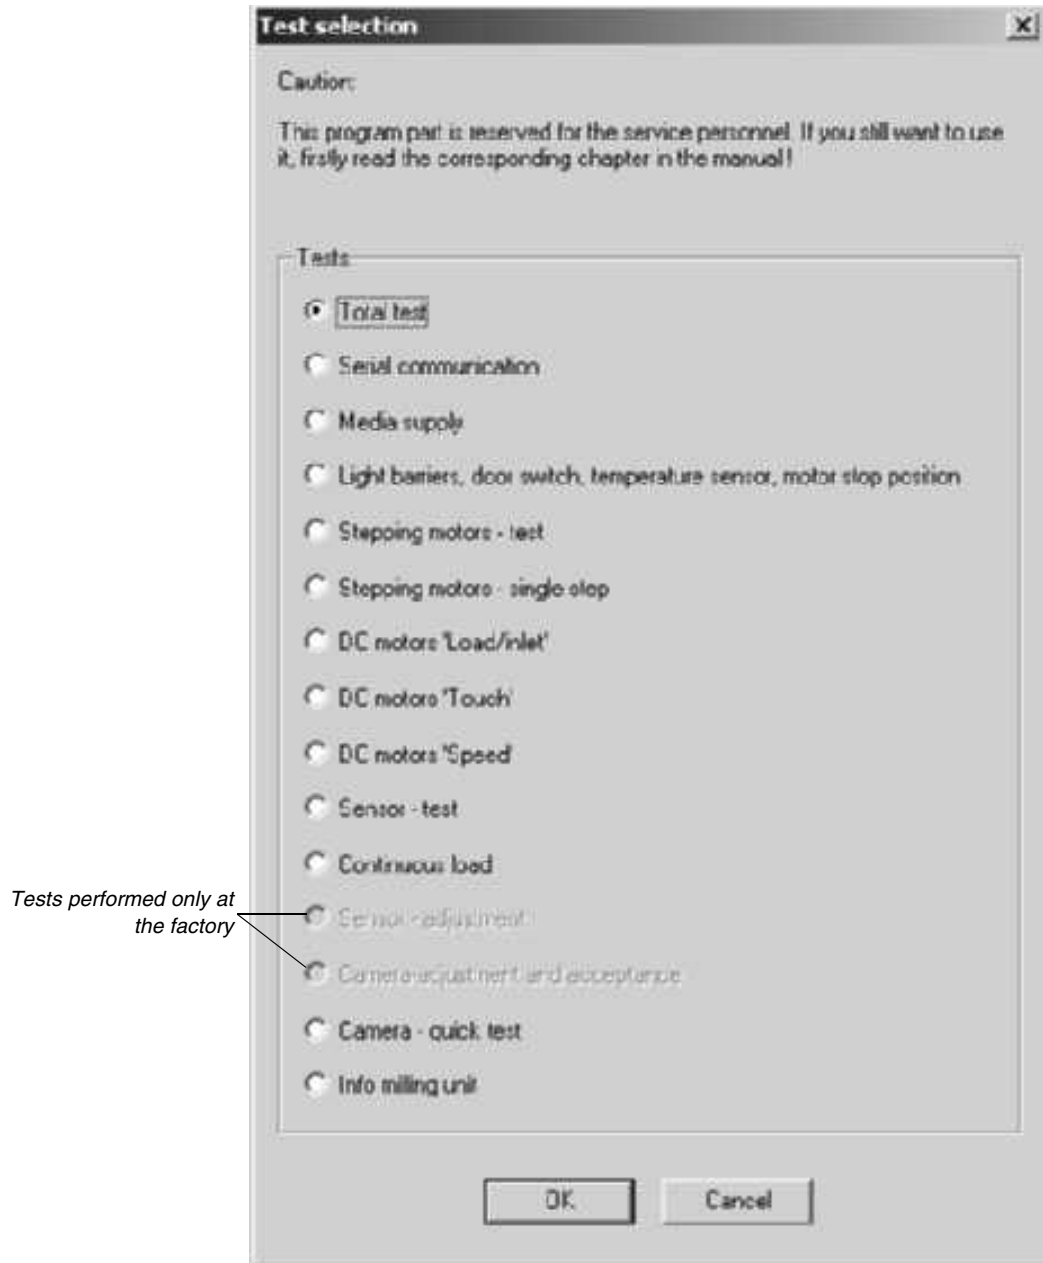 Test selection
Caution:
This program part is reserved for the service personnel. If you still want to use
it, firstly read the corresponding chapter in the manual!
Tests
Total test
Serial communication
Media supply
Light barriers, door switch, temperature sensor, motor stop position
Stepping motors - test
Stepping motors - single step
DC motors 'Load/inlet'
DC motors 'Touch'
DC motors 'Speed'
Sensor - test
Continuous load
Tests performed only at
the factory
Sensor - adjustment
Camera-adjustment and acceptance
Camera - quick test
Info milling unit
OK
Cancel